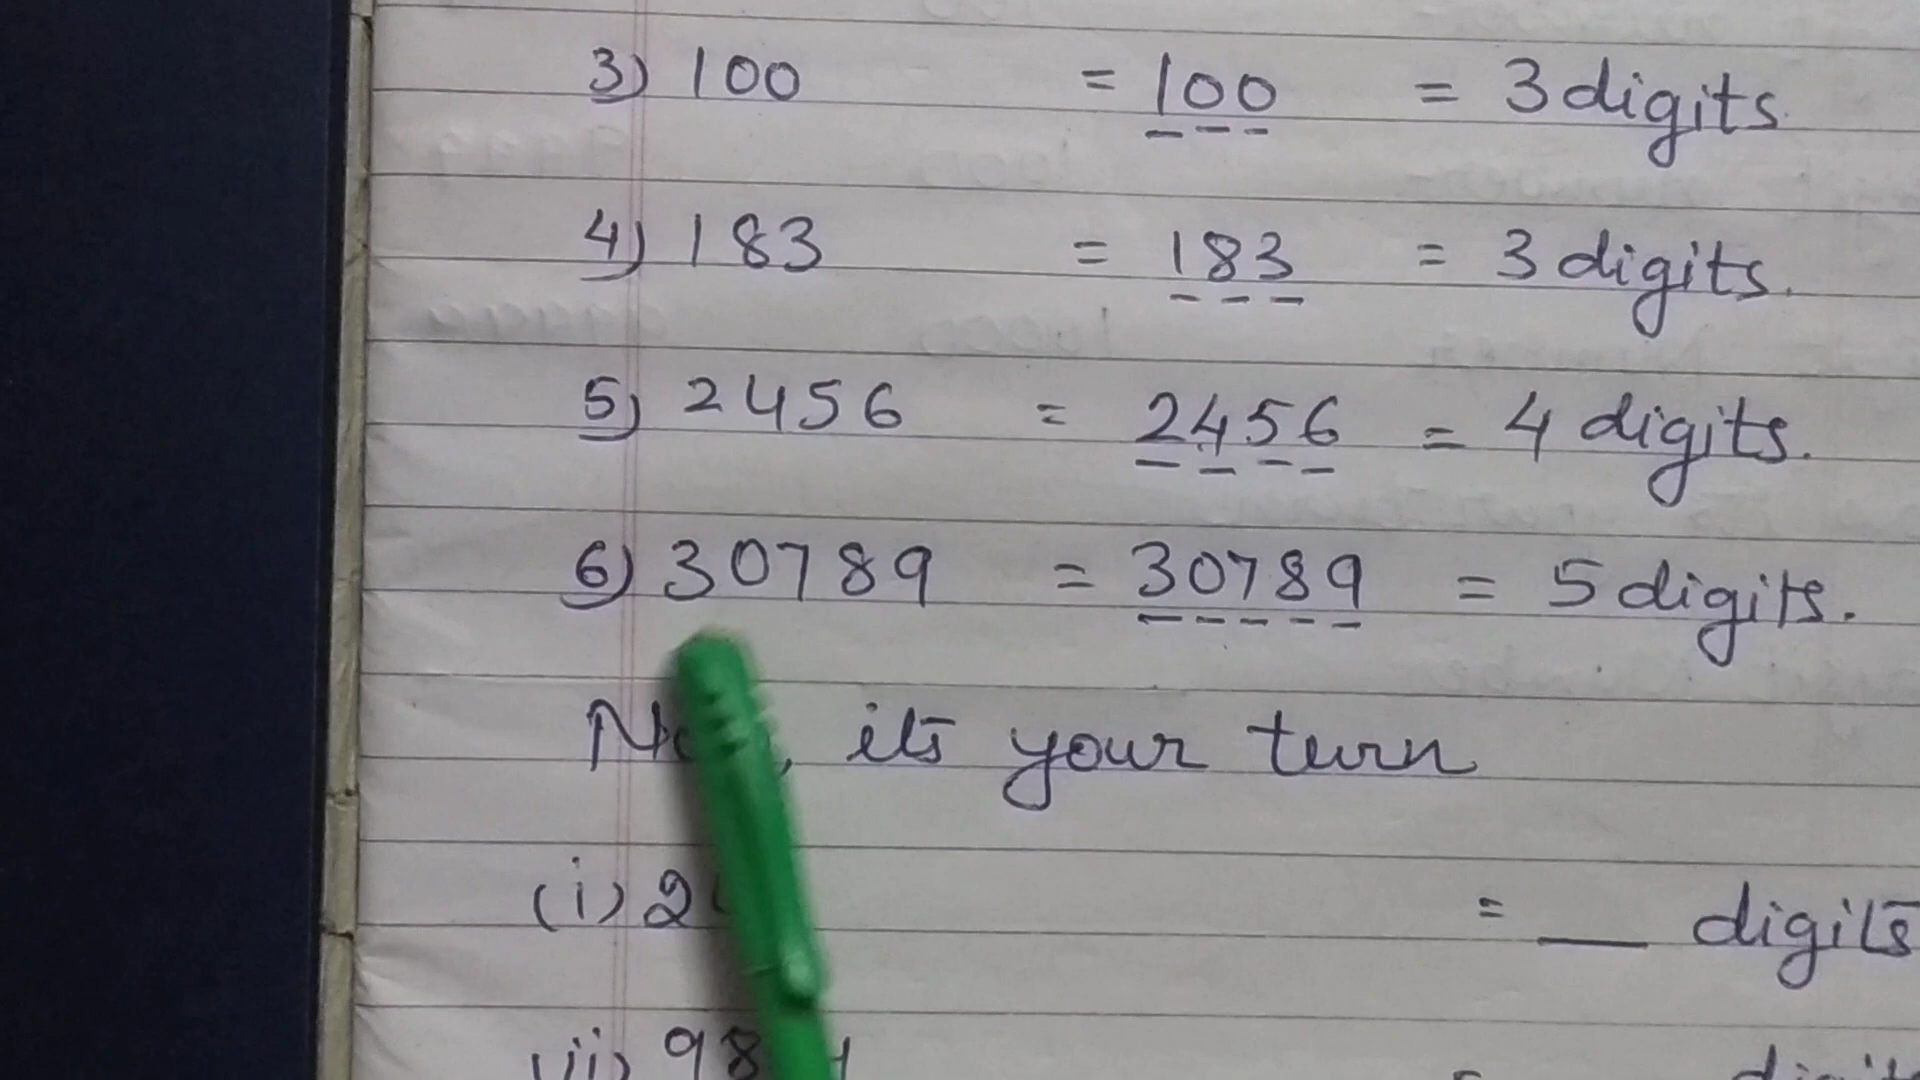 3) 100 = 100 = 3 digits.
4) 183 = 183 = 3 digits.
5) 2456 = 2456 = 4 digits.
6) 30789 = 30789 = 5 digits.
its your turn
(i) = __ digits
(ii) =